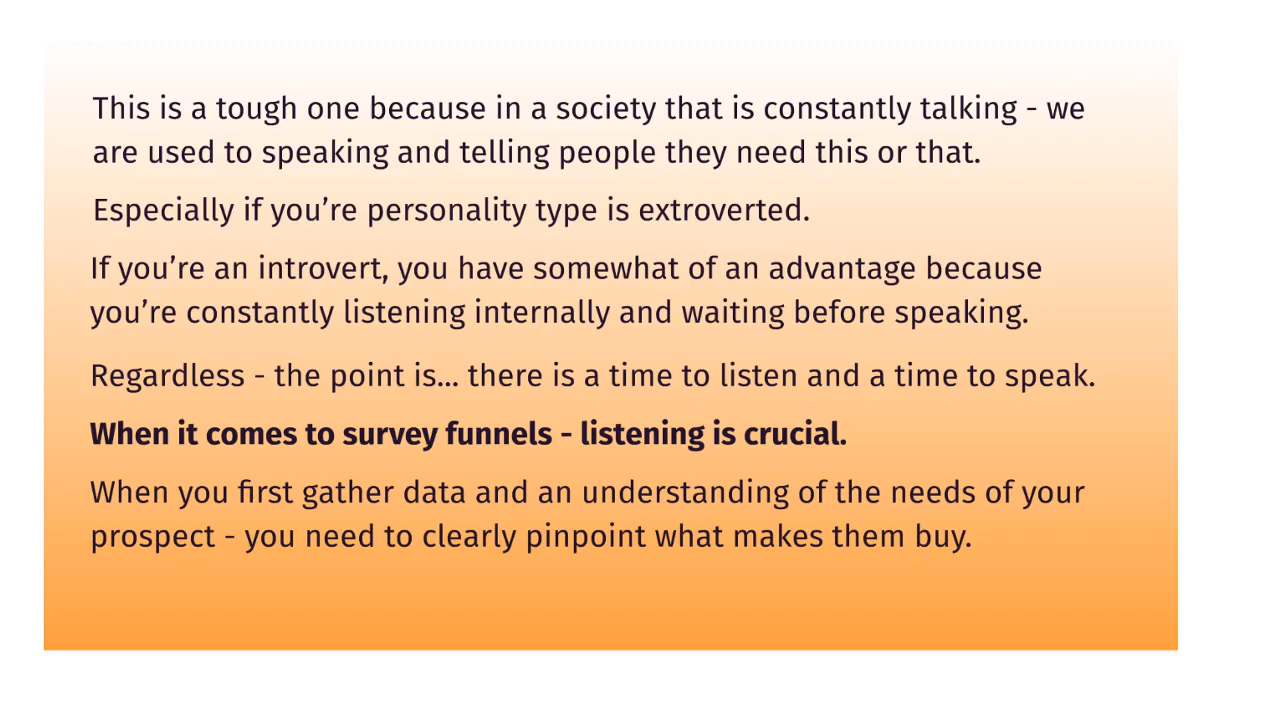 This is a tough one because in a society that is constantly talking - we
are used to speaking and telling people they need this or that.
Especially if you’re personality type is extroverted.
If you’re an introvert, you have somewhat of an advantage because
you’re constantly listening internally and waiting before speaking.
Regardless - the point is... there is a time to listen and a time to speak.
When it comes to survey funnels - listening is crucial.
When you first gather data and an understanding of the needs of your
prospect - you need to clearly pinpoint what makes them buy.